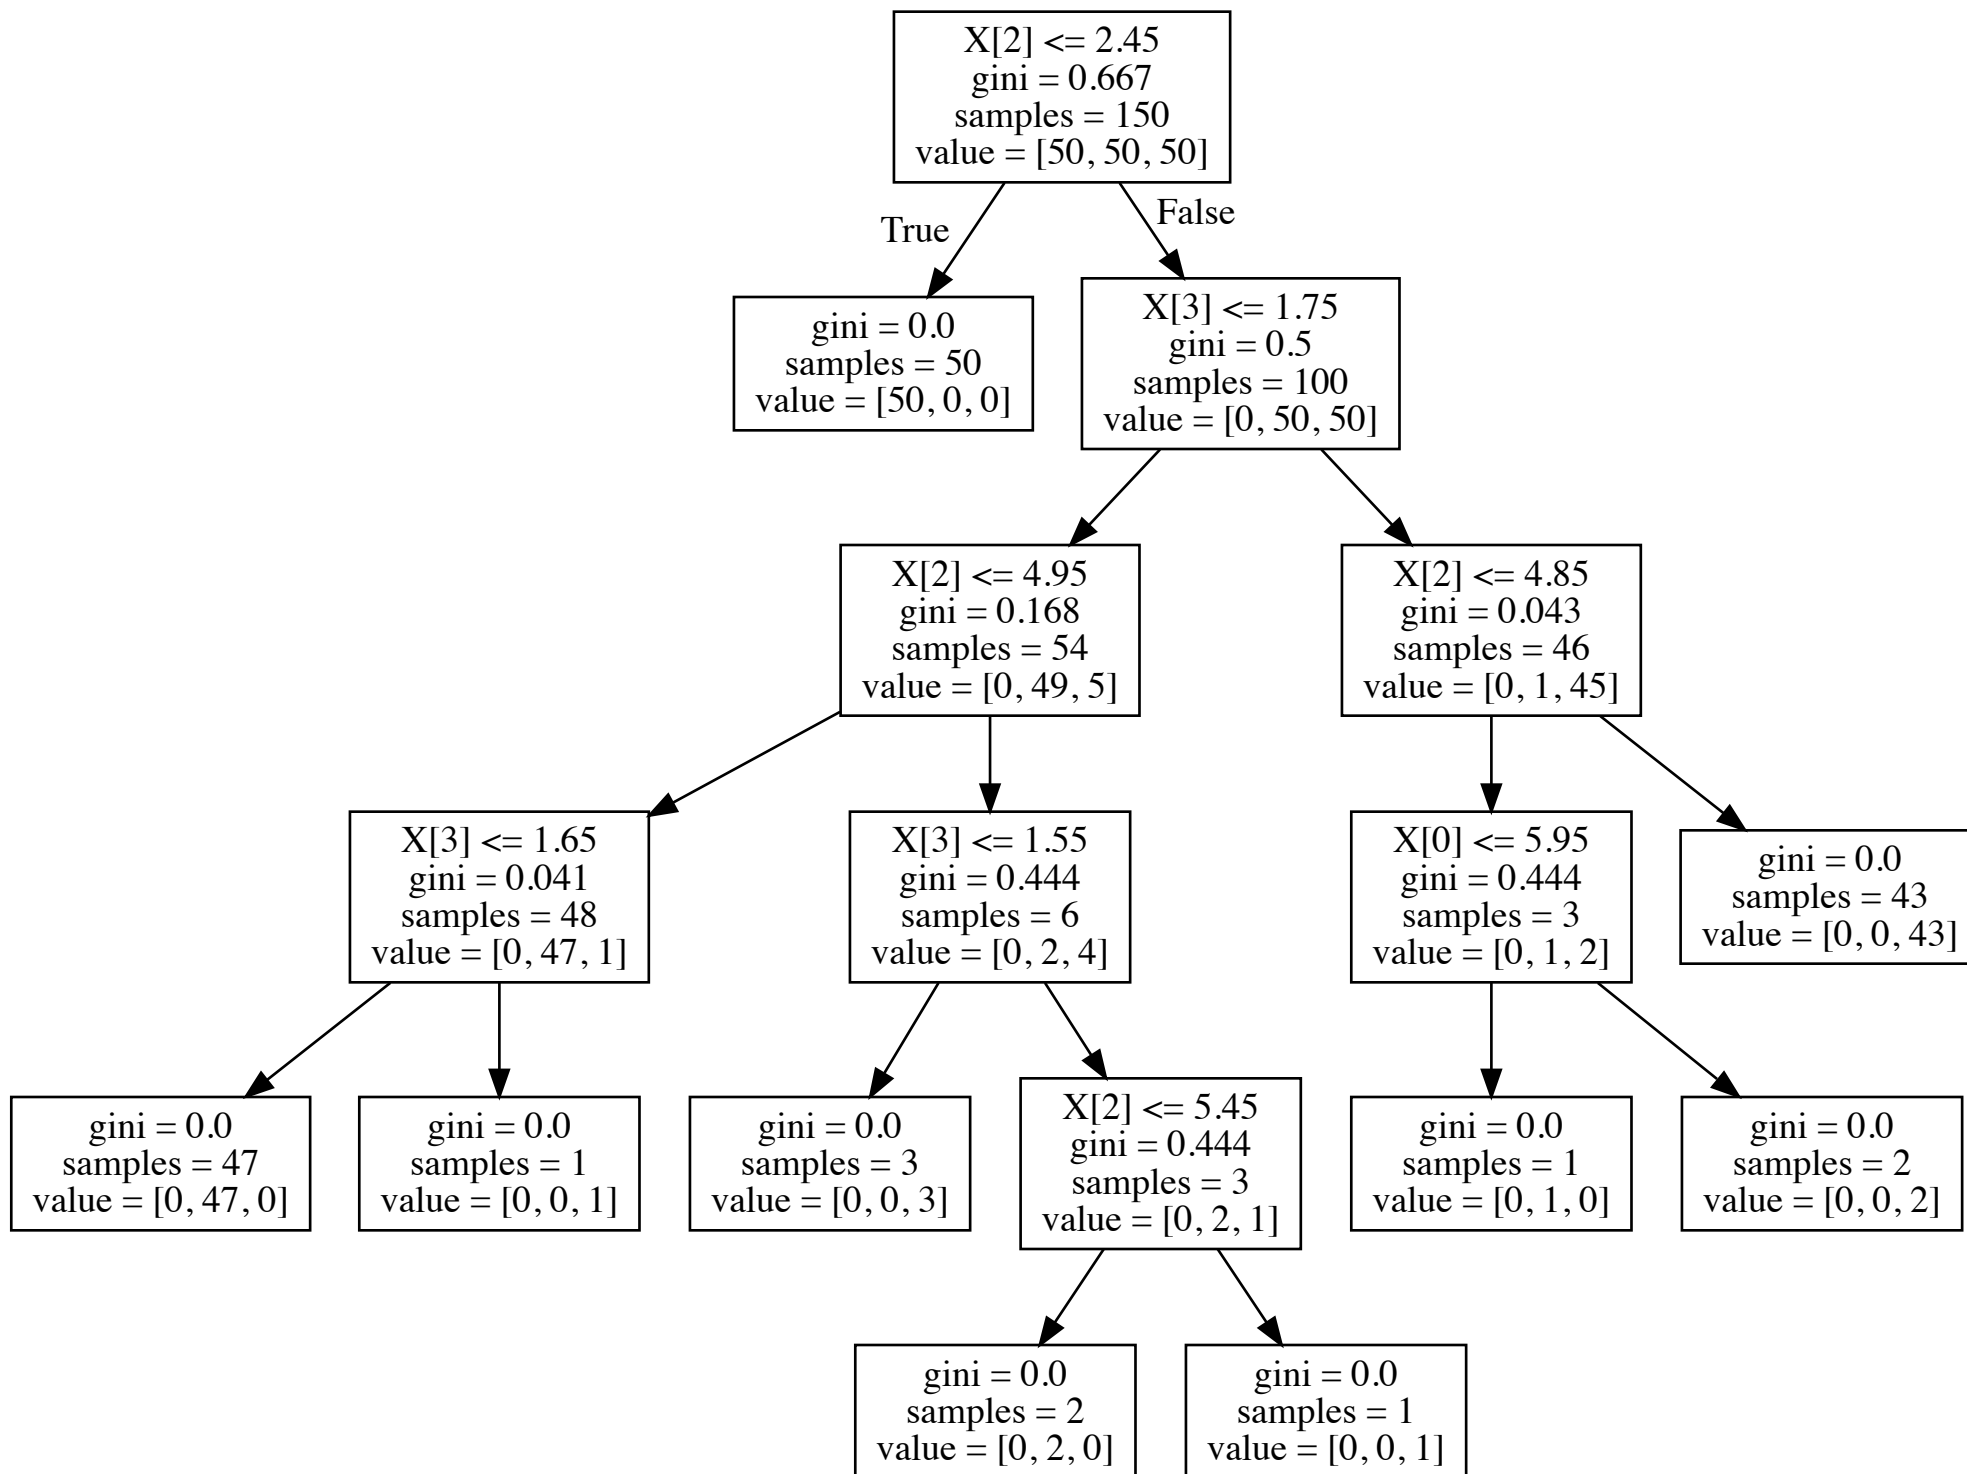 X[2] <= 2.45
gini = 0.667
samples = 150
value = [50, 50, 50]
True
False
gini = 0.0
samples = 50
value = [50, 0, 0]
X[3] <= 1.75
gini = 0.5
samples = 100
value = [0, 50, 50]
X[2] <= 4.95
gini = 0.168
samples = 54
value = [0, 49, 5]
X[2] <= 4.85
gini = 0.043
samples = 46
value = [0, 1, 45]
X[3] <= 1.65
gini = 0.041
samples = 48
value = [0, 47, 1]
X[3] <= 1.55
gini = 0.444
samples = 6
value = [0, 2, 4]
X[0] <= 5.95
gini = 0.444
samples = 3
value = [0, 1, 2]
gini = 0.0
samples = 43
value = [0, 0, 43]
gini = 0.0
samples = 47
value = [0, 47, 0]
gini = 0.0
samples = 1
value = [0, 0, 1]
gini = 0.0
samples = 3
value = [0, 0, 3]
X[2] <= 5.45
gini = 0.444
samples = 3
value = [0, 2, 1]
gini = 0.0
samples = 1
value = [0, 1, 0]
gini = 0.0
samples = 2
value = [0, 0, 2]
gini = 0.0
samples = 2
value = [0, 2, 0]
gini = 0.0
samples = 1
value = [0, 0, 1]